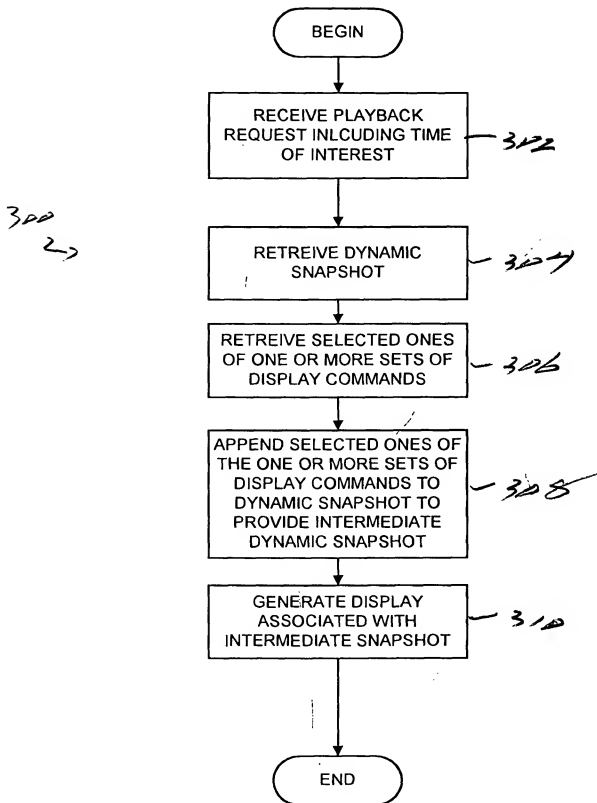 BEGIN
RECEIVE PLAYBACK
REQUEST INLCUDING TIME
OF INTEREST
302
300
RETREIVE DYNAMIC
SNAPSHOT
304
RETREIVE SELECTED ONES
OF ONE OR MORE SETS OF
DISPLAY COMMANDS
306
APPEND SELECTED ONES OF
THE ONE OR MORE SETS OF
DISPLAY COMMANDS TO
DYNAMIC SNAPSHOT TO
PROVIDE INTERMEDIATE
DYNAMIC SNAPSHOT
308
GENERATE DISPLAY
ASSOCIATED WITH
INTERMEDIATE SNAPSHOT
310
END